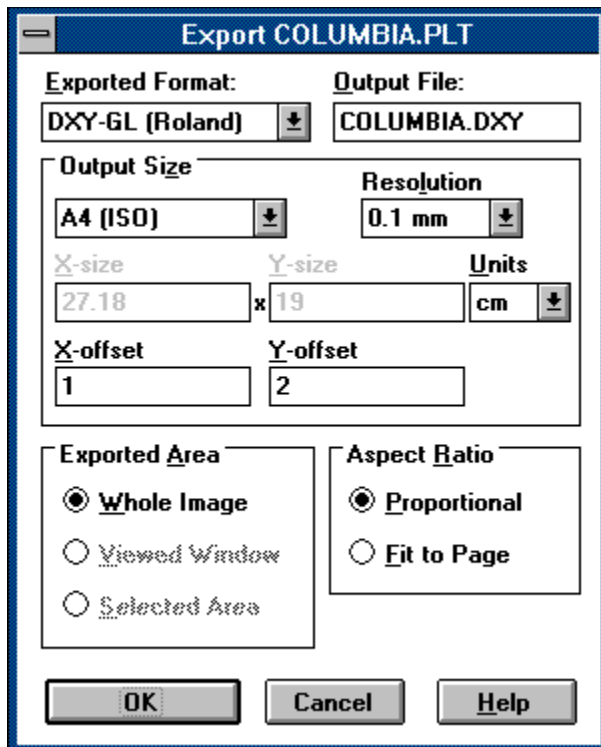 Export COLUMBIA.PLT
Exported Format: Output File:
DXY-GL (Roland) COLUMBIA.DXY
Output Size
Resolution
A4 (ISO) 0.1 mm
X-size Y-size Units
27.18 x 19 cm
X-offset Y-offset
1 2
Exported Area Aspect Ratio
Whole Image Proportional
Viewed Window Fit to Page
Selected Area
OK Cancel Help